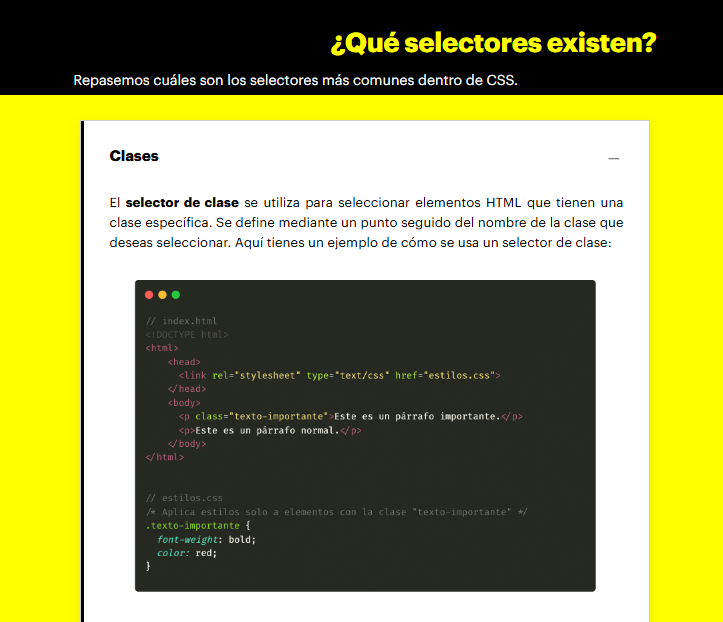 ¿Qué selectores existen?
Repasemos cuáles son los selectores más comunes dentro de CSS.
Clases
El selector de clase se utiliza para seleccionar elementos HTML que tienen una
clase específica. Se define mediante un punto seguido del nombre de la clase que
deseas seleccionar. Aquí tienes un ejemplo de cómo se usa un selector de clase:
// index.html
<!DOCTYPE html>
<html>
    <head>
      <link rel="stylesheet" type="text/css" href="estilos.css">
    </head>
    <body>
      <p class="texto-importante">Este es un párrafo importante.</p>
      <p>Este es un párrafo normal.</p>
    </body>
</html>
// estilos.css
/* Aplica estilos solo a elementos con la clase "texto-importante" */
.texto-importante {
  font-weight: bold;
  color: red;
}